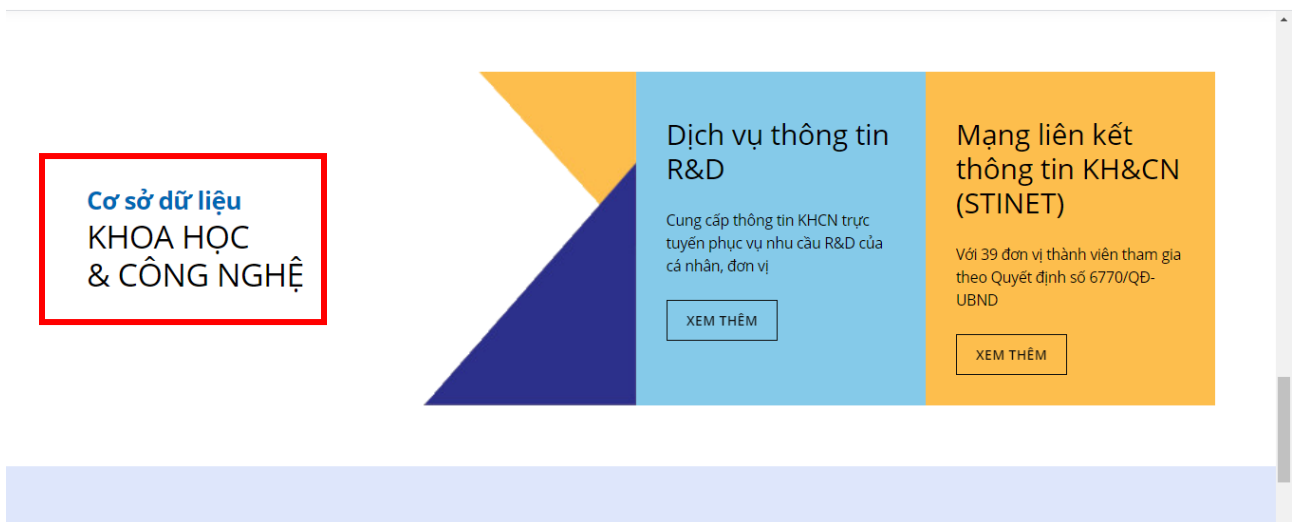 Cơ sở dữ liệu
KHOA HỌC
& CÔNG NGHỆ
Dịch vụ thông tin
R&D
Cung cấp thông tin KHCN trực
tuyến phục vụ nhu cầu R&D của
cá nhân, đơn vị
XEM THÊM
Mạng liên kết
thông tin KH&CN
(STINET)
Với 39 đơn vị thành viên tham gia
theo Quyết định số 6770/QĐ-
UBND
XEM THÊM